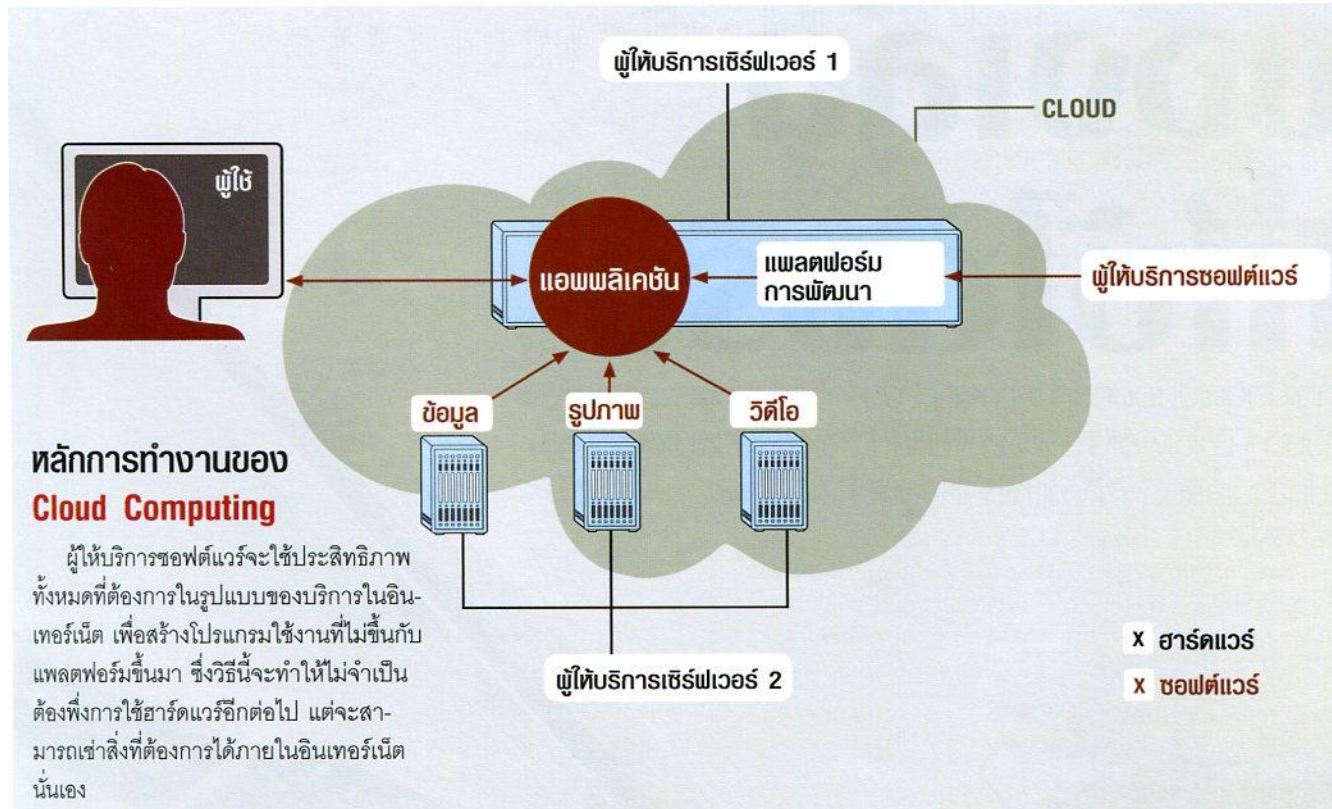 ผู้ให้บริการเซิร์ฟเวอร์ 1
CLOUD
ผู้ใช้
แอพพลิเคชัน
แพลตฟอร์ม
การพัฒนา
ผู้ให้บริการซอฟต์แวร์
ข้อมูล
รูปภาพ
วิดีโอ
หลักการทำงานของ
Cloud Computing
ผู้ให้บริการซอฟต์แวร์จะใช้ประสิทธิภาพ
ทั้งหมดที่ต้องการในรูปแบบของบริการในอิน-
เทอร์เน็ต เพื่อสร้างโปรแกรมใช้งานที่ไม่ขึ้นกับ
แพลตฟอร์มขึ้นมา ซึ่งวิธีนี้จะทำให้ไม่จำเป็น
ต้องพึ่งการใช้ฮาร์ดแวร์อีกต่อไป แต่จะสา-
มารถเช่าสิ่งที่ต้องการได้ภายในอินเทอร์เน็ต
นั่นเอง
ผู้ให้บริการเซิร์ฟเวอร์ 2
X ฮาร์ดแวร์
X ซอฟต์แวร์